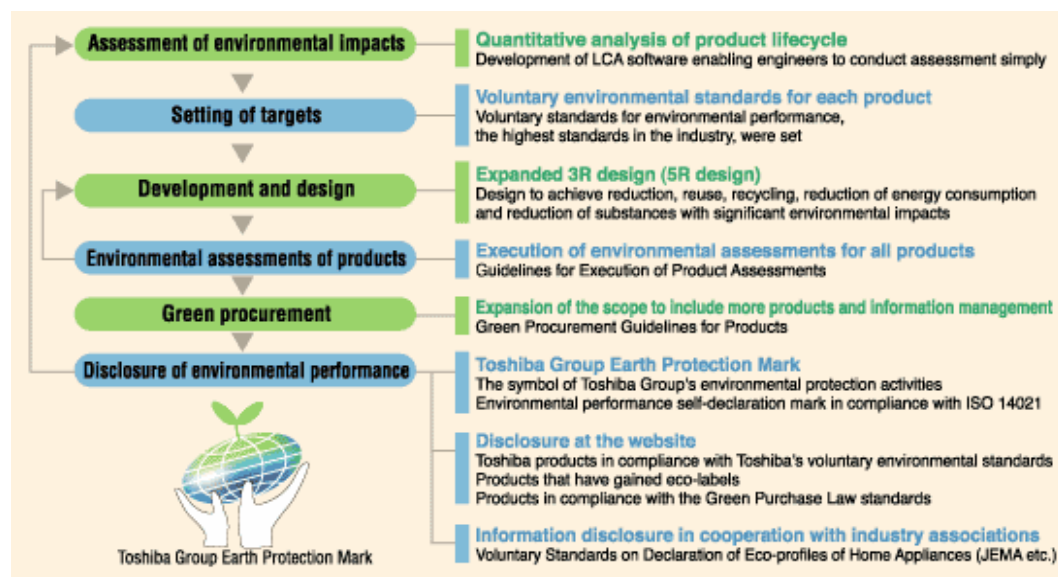 Assessment of environmental impacts
Quantitative analysis of product lifecycle
Development of LCA software enabling engineers to conduct assessment simply
Setting of targets
Voluntary environmental standards for each product
Voluntary standards for environmental performance,
the highest standards in the industry, were set
Development and design
Expanded 3R design (5R design)
Design to achieve reduction, reuse, recycling, reduction of energy consumption
and reduction of substances with significant environmental impacts
Environmental assessments of products
Execution of environmental assessments for all products
Guidelines for Execution of Product Assessments
Green procurement
Expansion of the scope to include more products and information management
Green Procurement Guidelines for Products
Disclosure of environmental performance
Toshiba Group Earth Protection Mark
The symbol of Toshiba Group's environmental protection activities
Environmental performance self-declaration mark in compliance with ISO 14021
Disclosure at the website
Toshiba products in compliance with Toshiba's voluntary environmental standards
Products that have gained eco-labels
Products in compliance with the Green Purchase Law standards
Information disclosure in cooperation with industry associations
Voluntary Standards on Declaration of Eco-profiles of Home Appliances (JEMA etc.)
Toshiba Group Earth Protection Mark